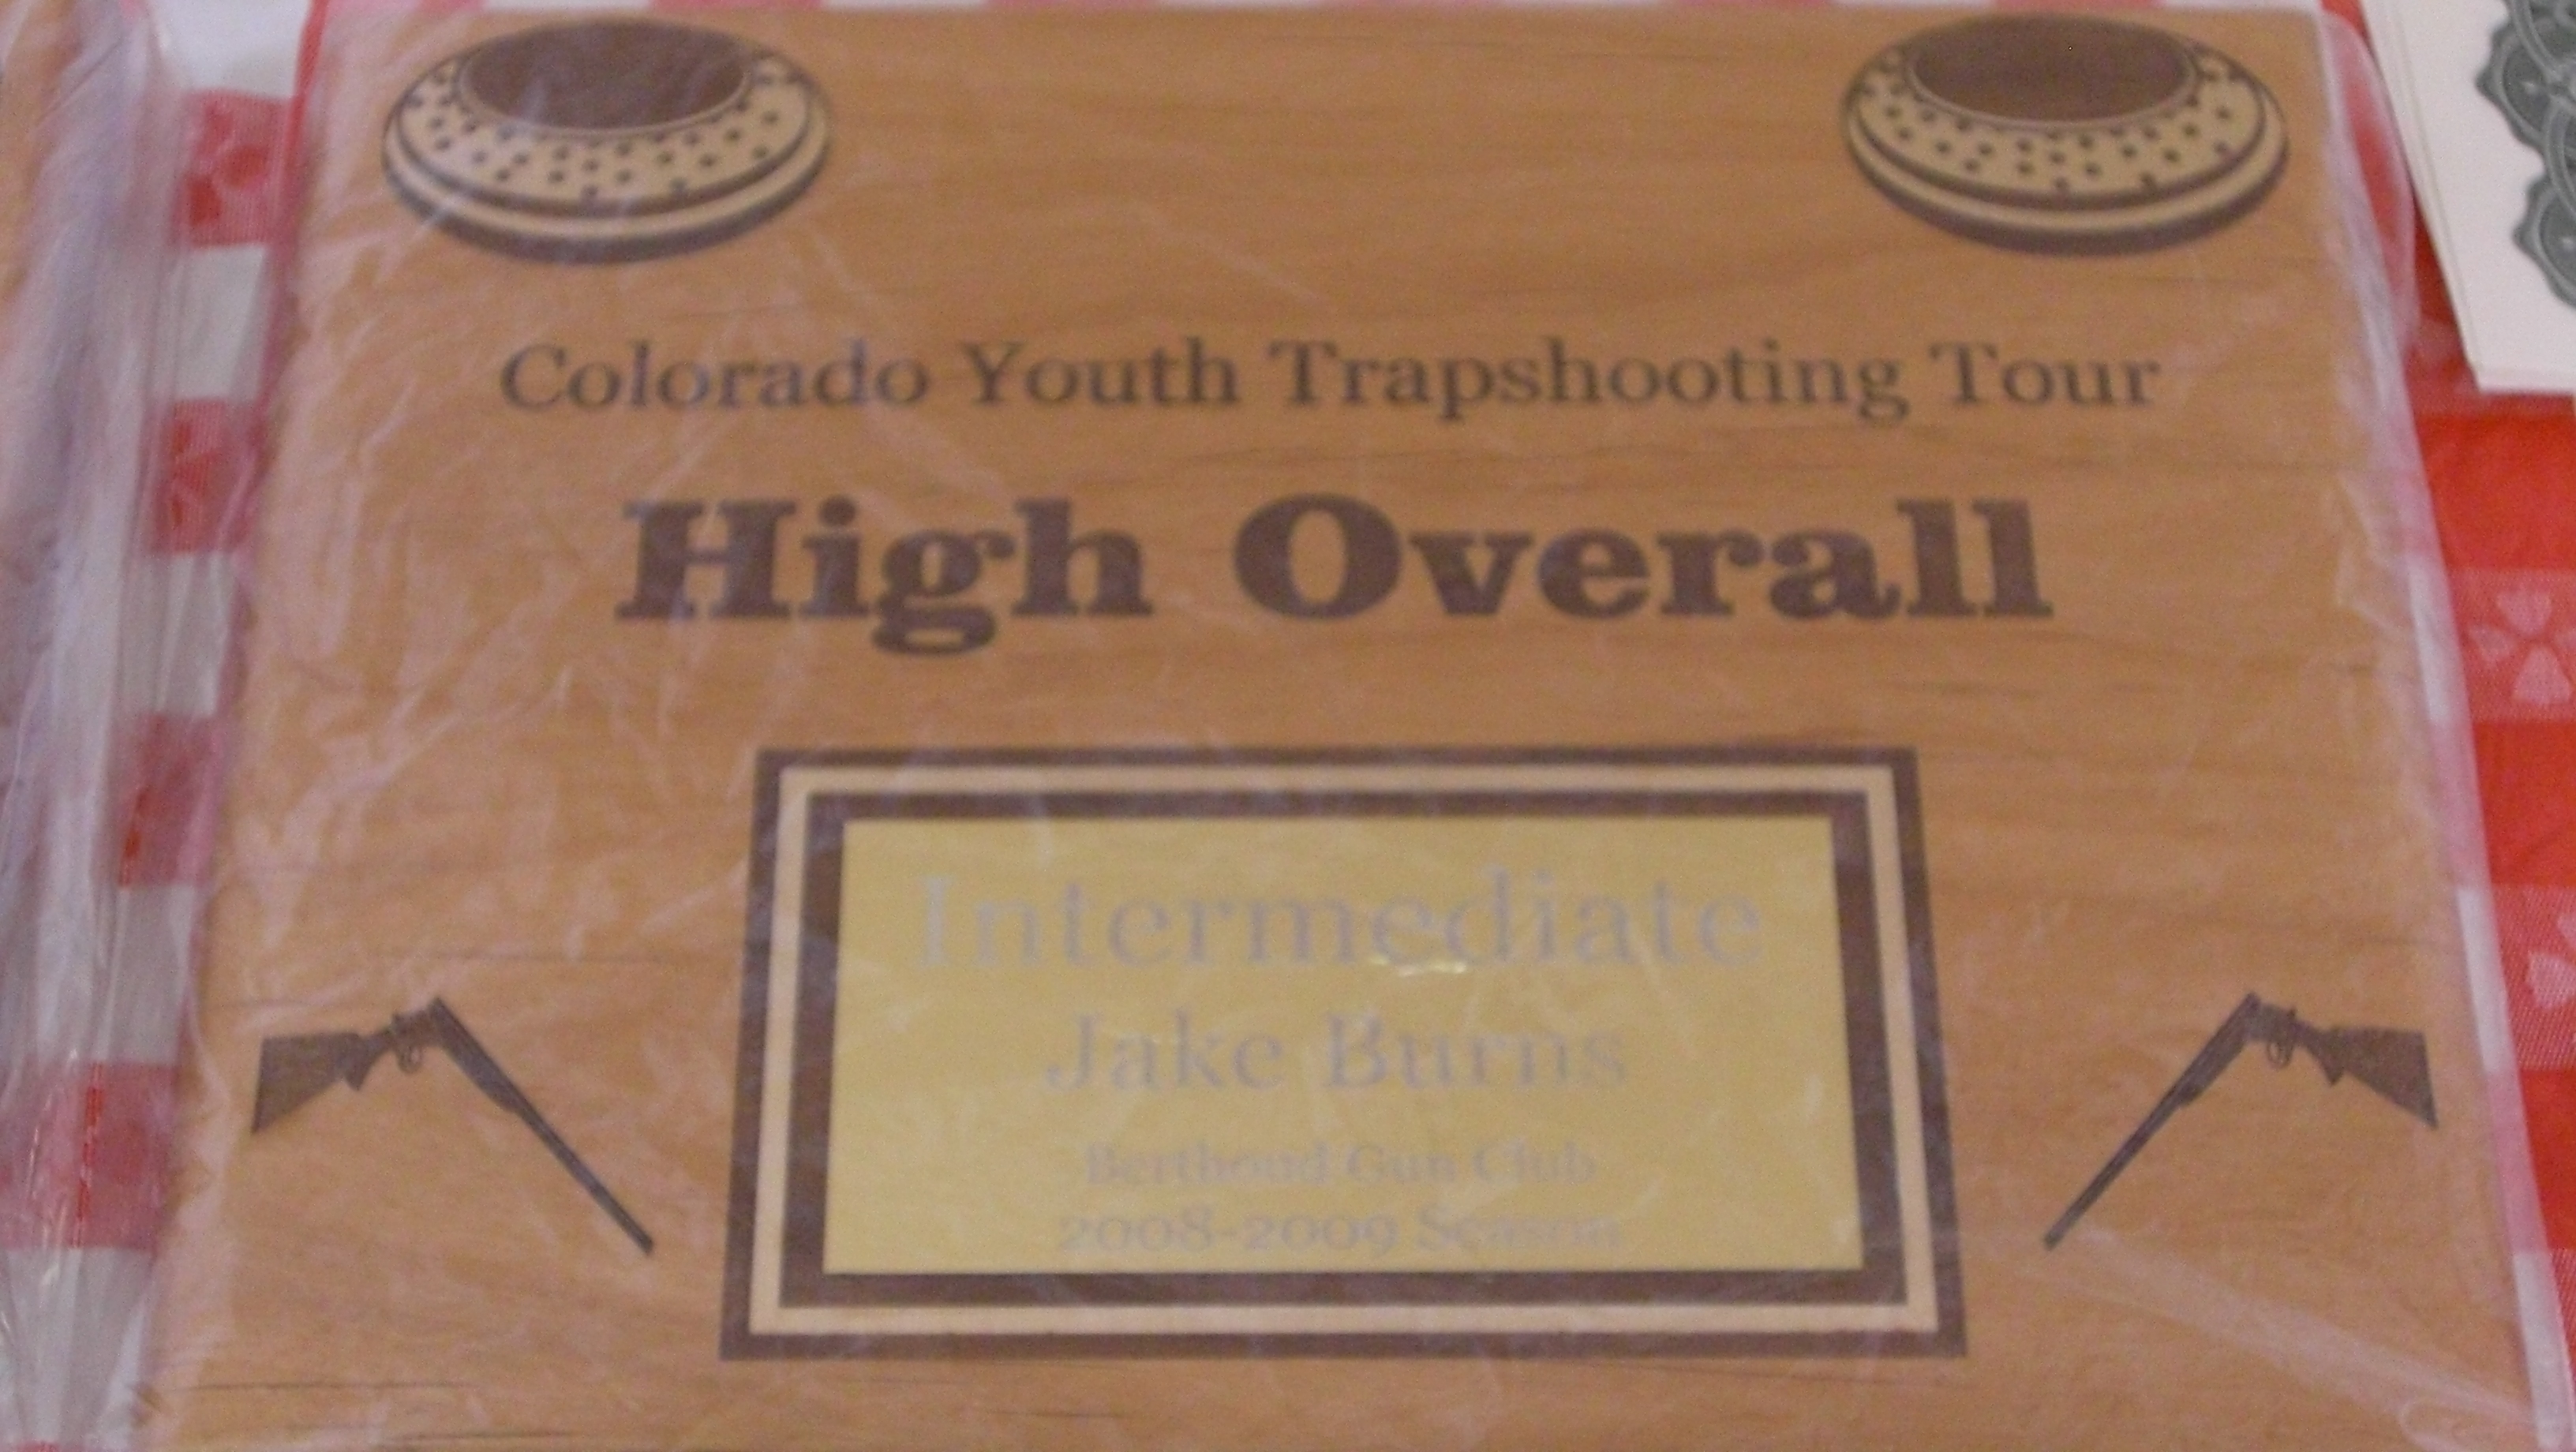 Colorado Youth Trapshooting Tour
High Overall
Intermediate
Jake Burns
Berthoud Gun Club
2008-2009 Season